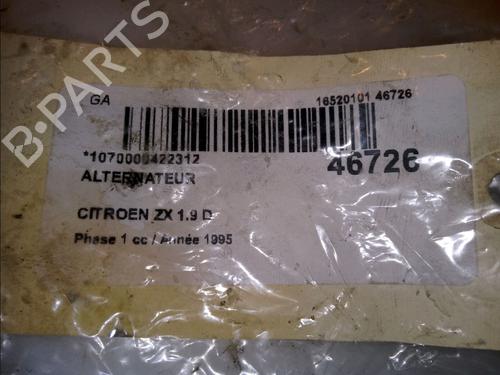 B-PARTS
GA
16520101 46726
*1070000422312
46726
ALTERNATEUR
CITROEN ZX 1.9 D
Phase 1 cc / Année 1995